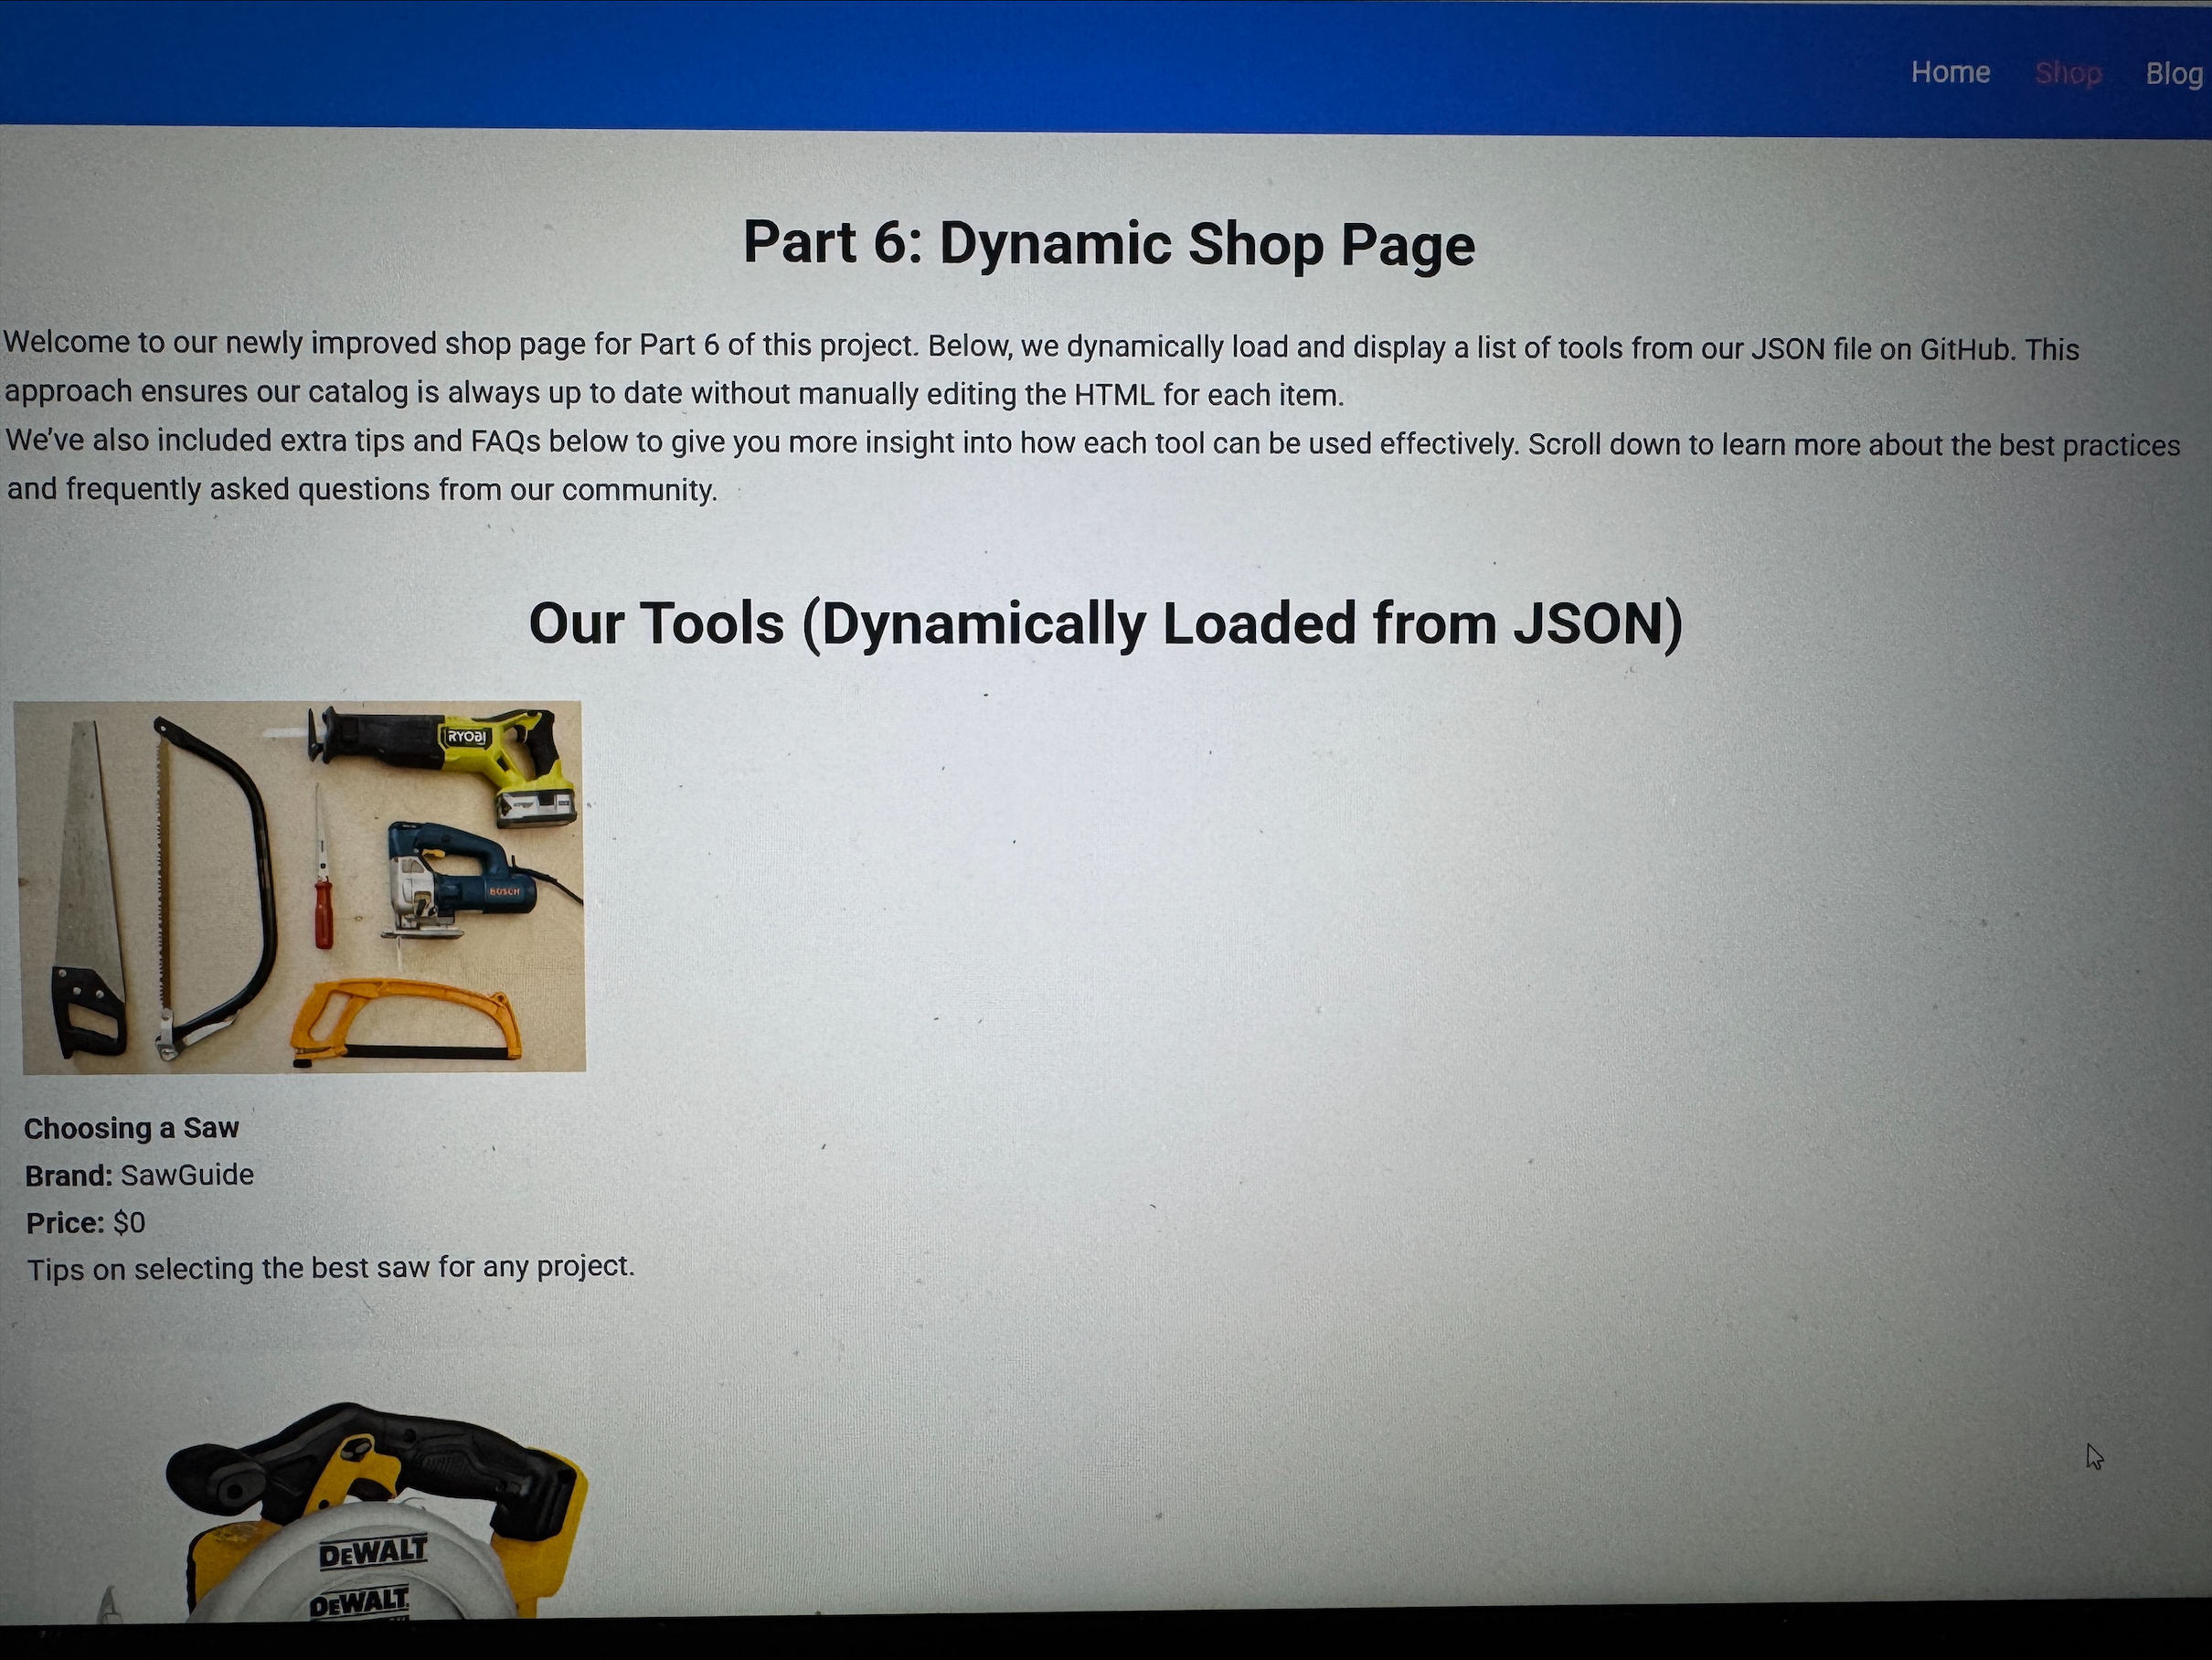 Home Shop Blog
Part 6: Dynamic Shop Page
Welcome to our newly improved shop page for Part 6 of this project. Below, we dynamically load and display a list of tools from our JSON file on GitHub. This
approach ensures our catalog is always up to date without manually editing the HTML for each item.
We've also included extra tips and FAQs below to give you more insight into how each tool can be used effectively. Scroll down to learn more about the best practices
and frequently asked questions from our community.
Our Tools (Dynamically Loaded from JSON)
RYOBI
BOSCH
Choosing a Saw
Brand: SawGuide
Price: $0
Tips on selecting the best saw for any project.
DEWALT
DEWALT